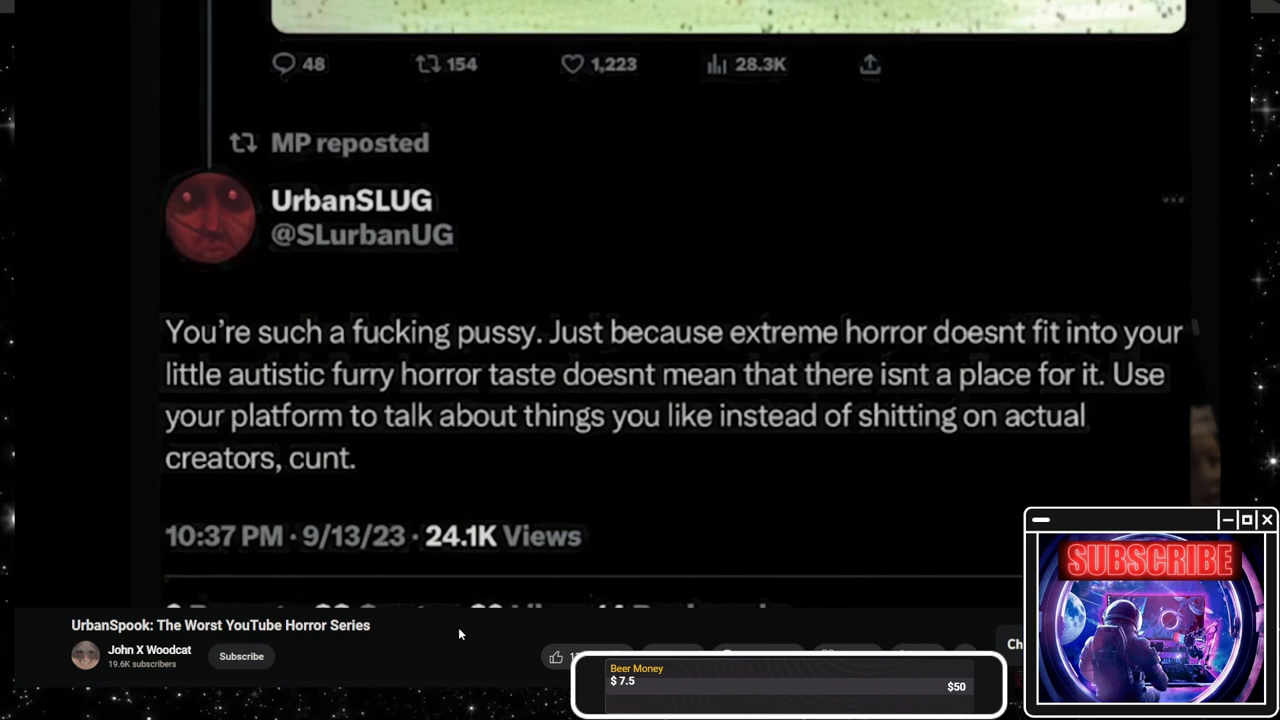 48 154 1,223 28.3K
MP reposted
UrbanSLUG
@SLurbanUG
You're such a fucking pussy. Just because extreme horror doesnt fit into your
little autistic furry horror taste doesnt mean that there isnt a place for it. Use
your platform to talk about things you like instead of shitting on actual
creators, cunt.
10:37 PM · 9/13/23 · 24.1K Views
SUBSCRIBE
UrbanSpook: The Worst YouTube Horror Series
John X Woodcat
19.6K subscribers
Subscribe
Ch
Beer Money
$ 7.5
$50